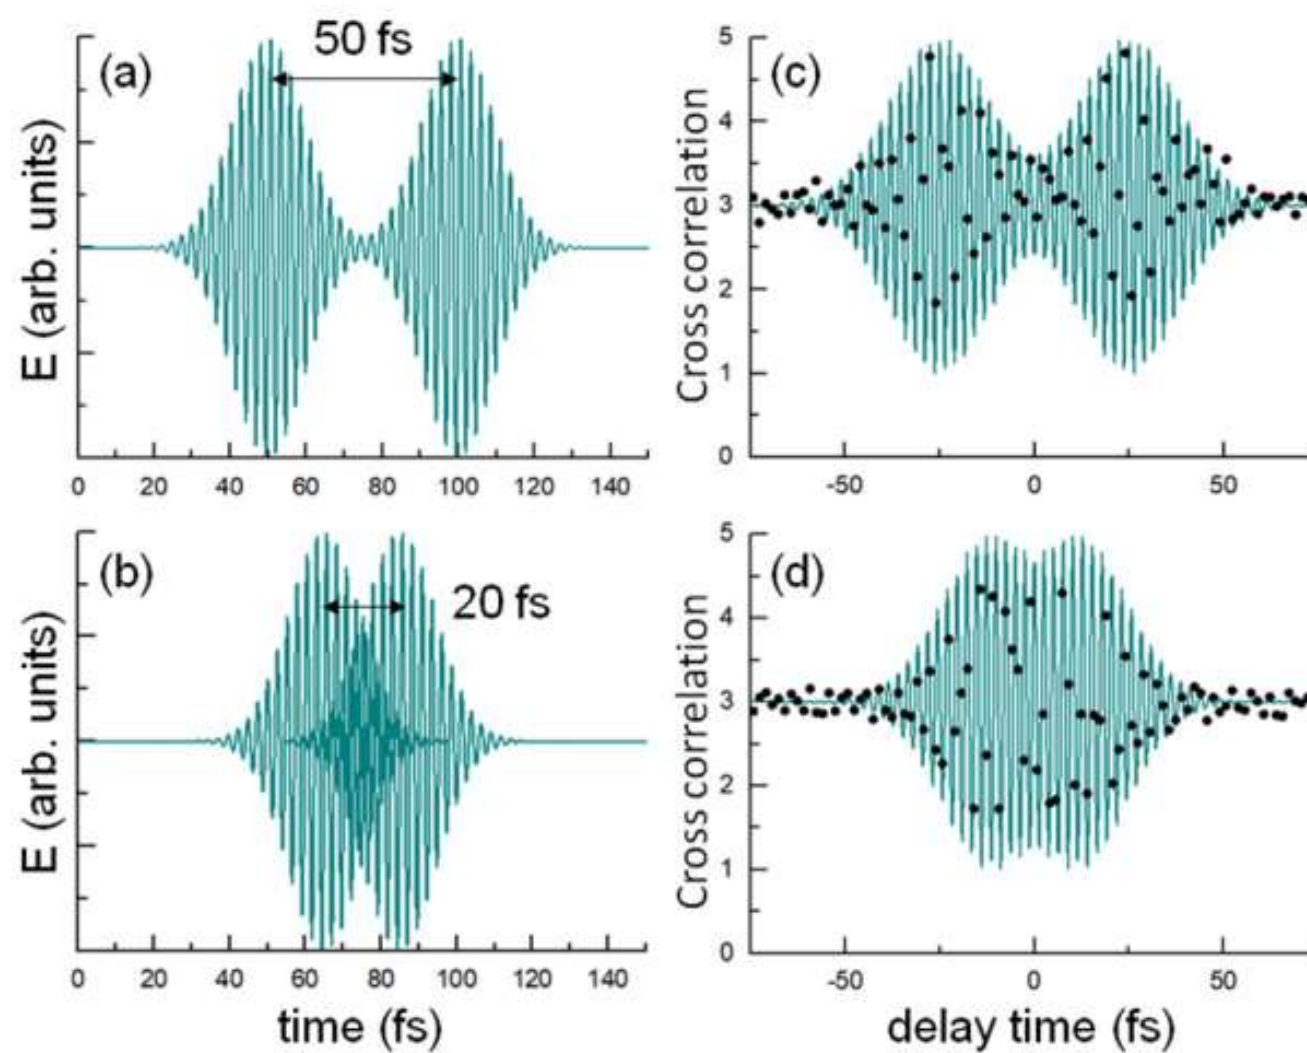 (a)
50 fs
E (arb. units)
0 20 40 60 80 100 120 140
(c)
Cross correlation
5
4
3
2
1
0
-50 0 50
(b)
20 fs
E (arb. units)
0 20 40 60 80 100 120 140
time (fs)
(d)
Cross correlation
5
4
3
2
1
0
-50 0 50
delay time (fs)